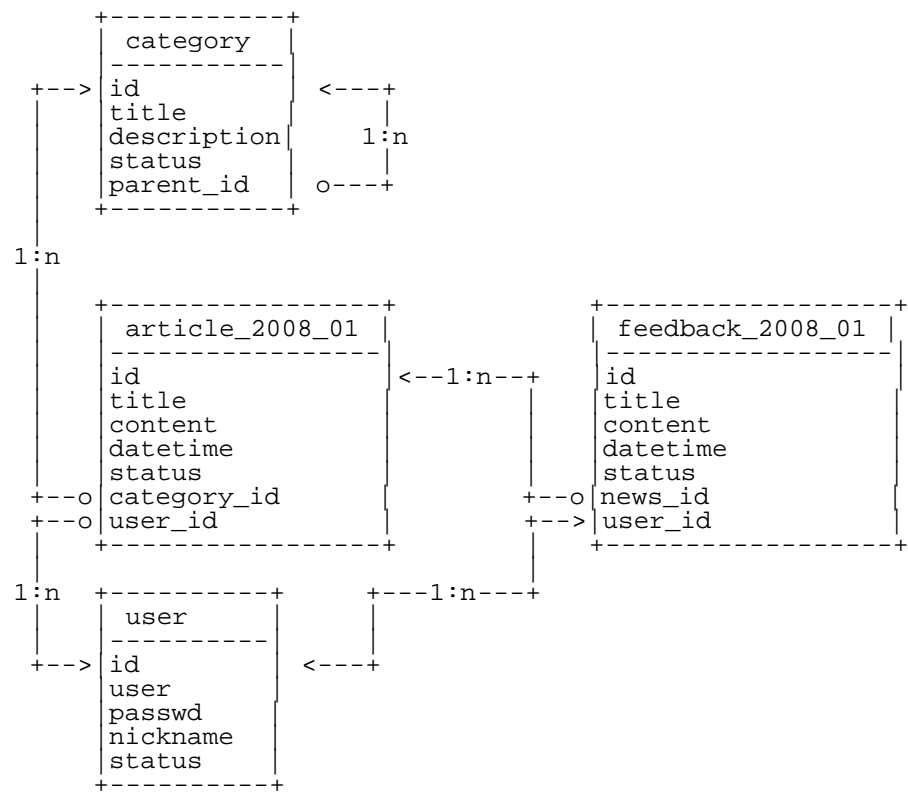 category
id
title
description
1:n
status
parent_id
1:n
article_2008_01 feedback_2008_01
id 1:n id
title title
content content
datetime datetime
status status
category_id news_id
user_id user_id
1:n 1:n
user
id
user
passwd
nickname
status